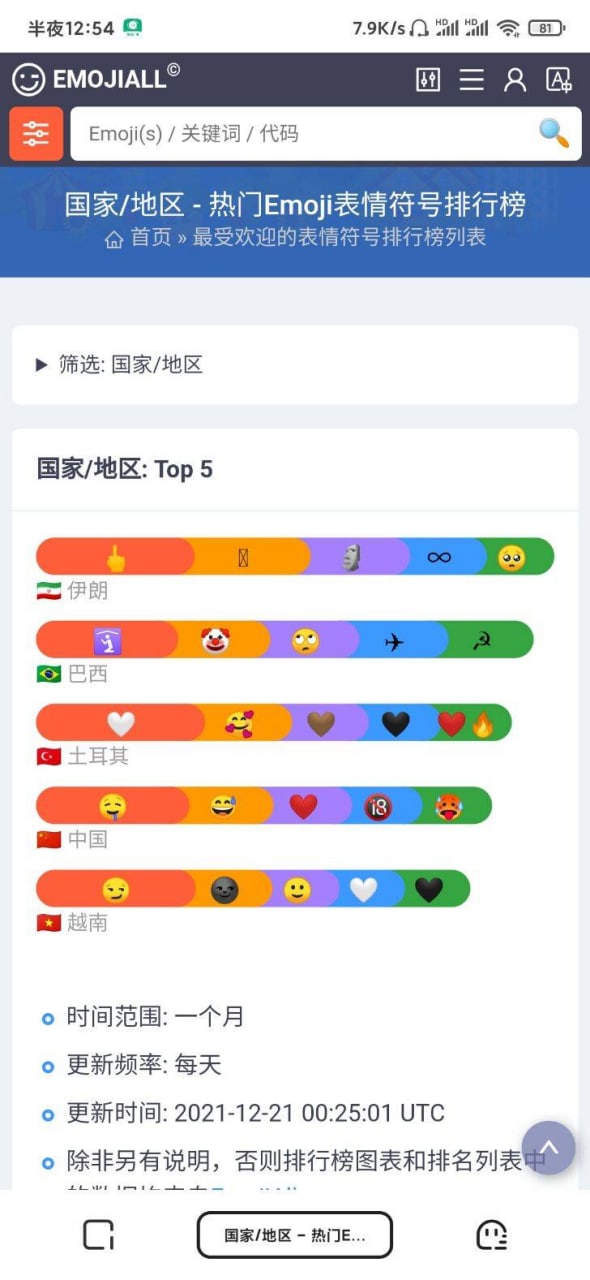 半夜12:54
7.9K/s HD HD 81
EMOJIALL©
Emoji(s) / 关键词 / 代码
国家/地区 - 热门Emoji表情符号排行榜
首页 » 最受欢迎的表情符号排行榜列表
筛选: 国家/地区
国家/地区: Top 5
伊朗
巴西
土耳其
18
中国
越南
时间范围: 一个月
更新频率: 每天
更新时间: 2021-12-21 00:25:01 UTC
除非另有说明，否则排行榜图表和排名列表中
国家/地区 - 热门E...